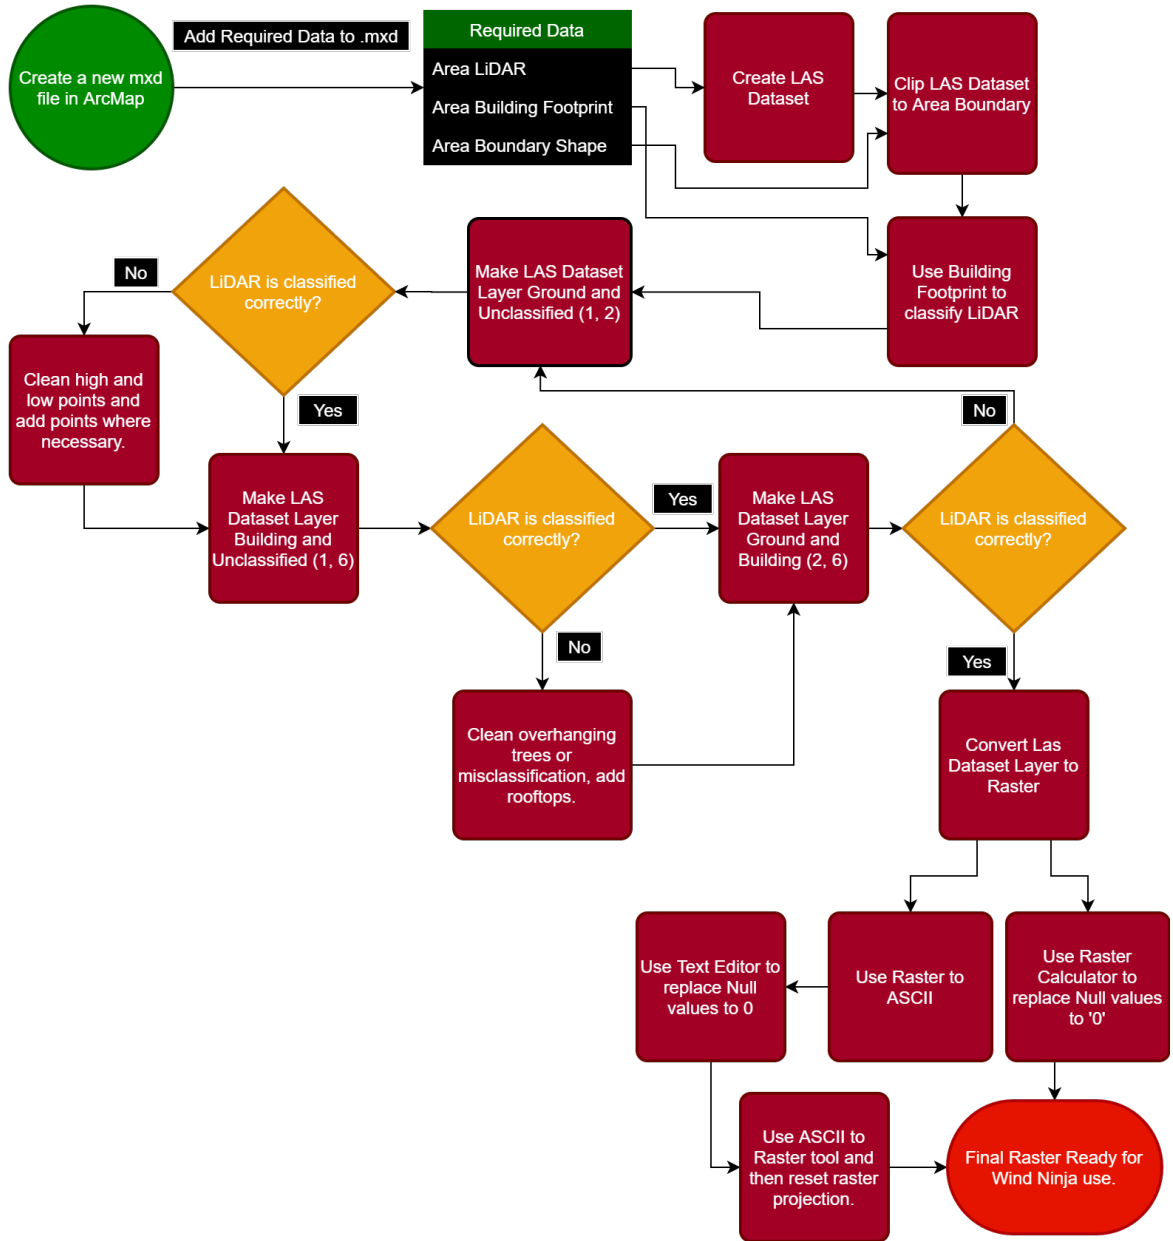 Create a new mxd
file in ArcMap
Add Required Data to .mxd
Required Data
Area LiDAR
Area Building Footprint
Area Boundary Shape
Create LAS
Dataset
Clip LAS Dataset
to Area Boundary
Use Building
Footprint to
classify LiDAR
Make LAS Dataset
Layer Ground and
Unclassified (1, 2)
LiDAR is classified
correctly?
No
Clean high and
low points and
add points where
necessary.
Yes
Make LAS
Dataset Layer
Building and
Unclassified (1, 6)
LiDAR is classified
correctly?
Yes
No
Clean overhanging
trees or
misclassification, add
rooftops.
Make LAS
Dataset Layer
Ground and
Building (2, 6)
LiDAR is classified
correctly?
No
Yes
Convert Las
Dataset Layer to
Raster
Use Raster to
ASCII
Use Text Editor to
replace Null
values to 0
Use ASCII to
Raster tool and
then reset raster
projection.
Use Raster
Calculator to
replace Null values
to '0'
Final Raster Ready for
Wind Ninja use.